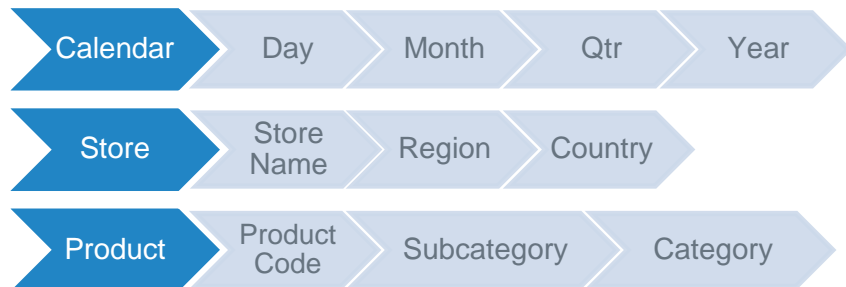 Calendar Day Month Qtr Year
Store Store Name Region Country
Product Product Code Subcategory Category